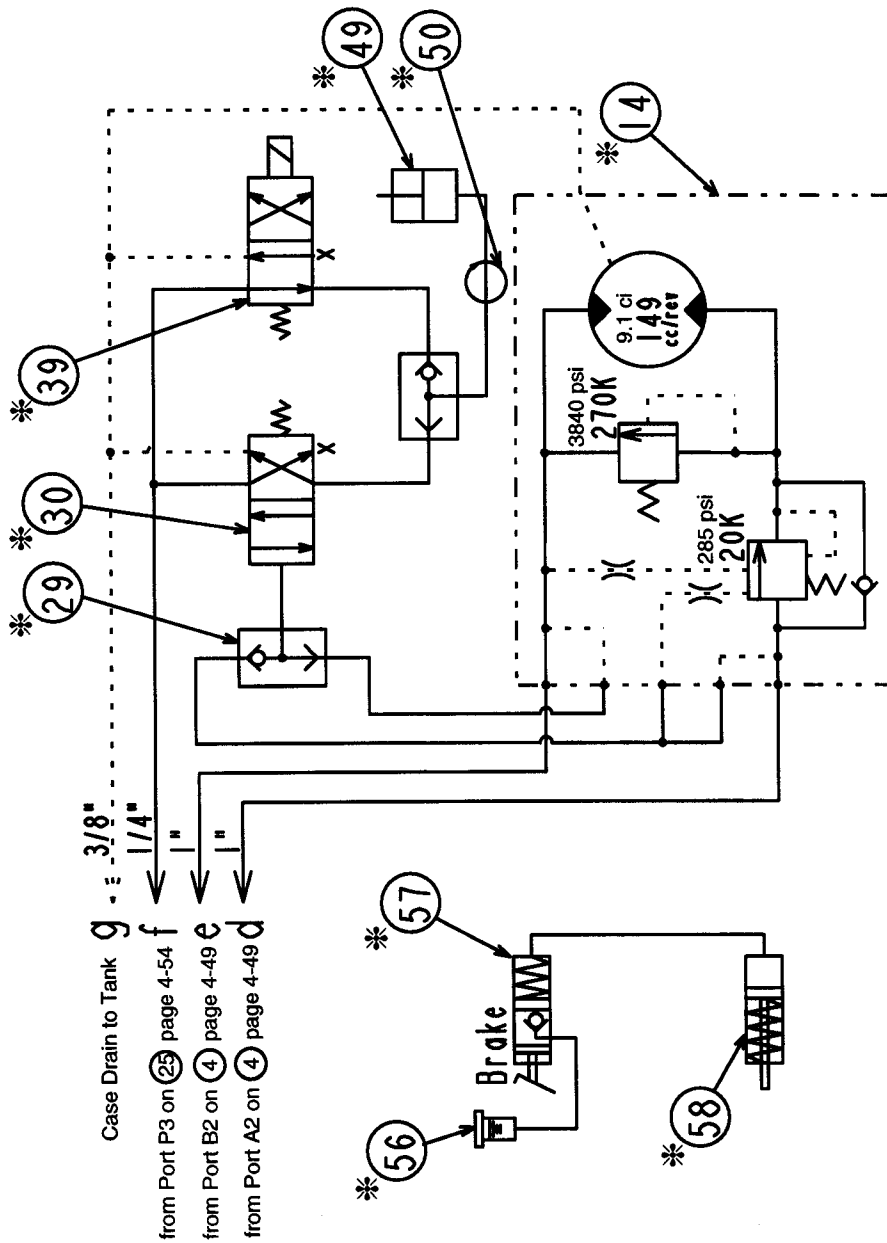 Case Drain to Tank g 3/8"
from Port P3 on 25 page 4-54 f 1/4"
from Port B2 on 4 page 4-49 e 1"
from Port A2 on 4 page 4-49 d 1"
※ 29
※ 30
※ 39
※ 49
※ 50
※ 14
X
X
3840 psi
270K
285 psi
20K
9.1 ci
149
cc/rev
Brake
※ 56
※ 57
※ 58